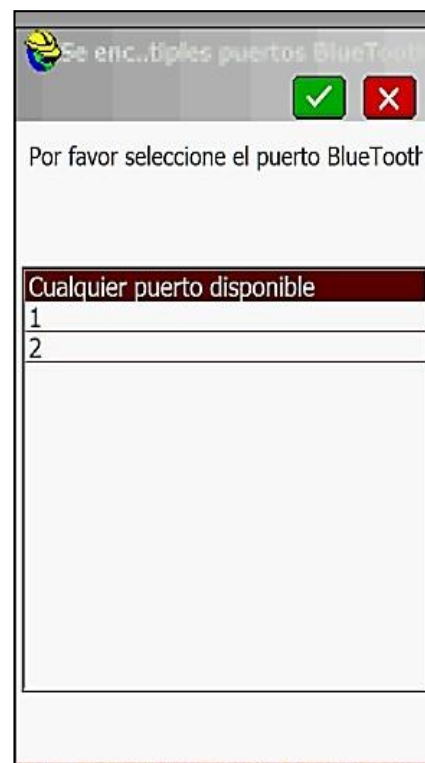 Se enc..tiples puertos BlueTooth
Por favor seleccione el puerto BlueTooth
Cualquier puerto disponible
1
2